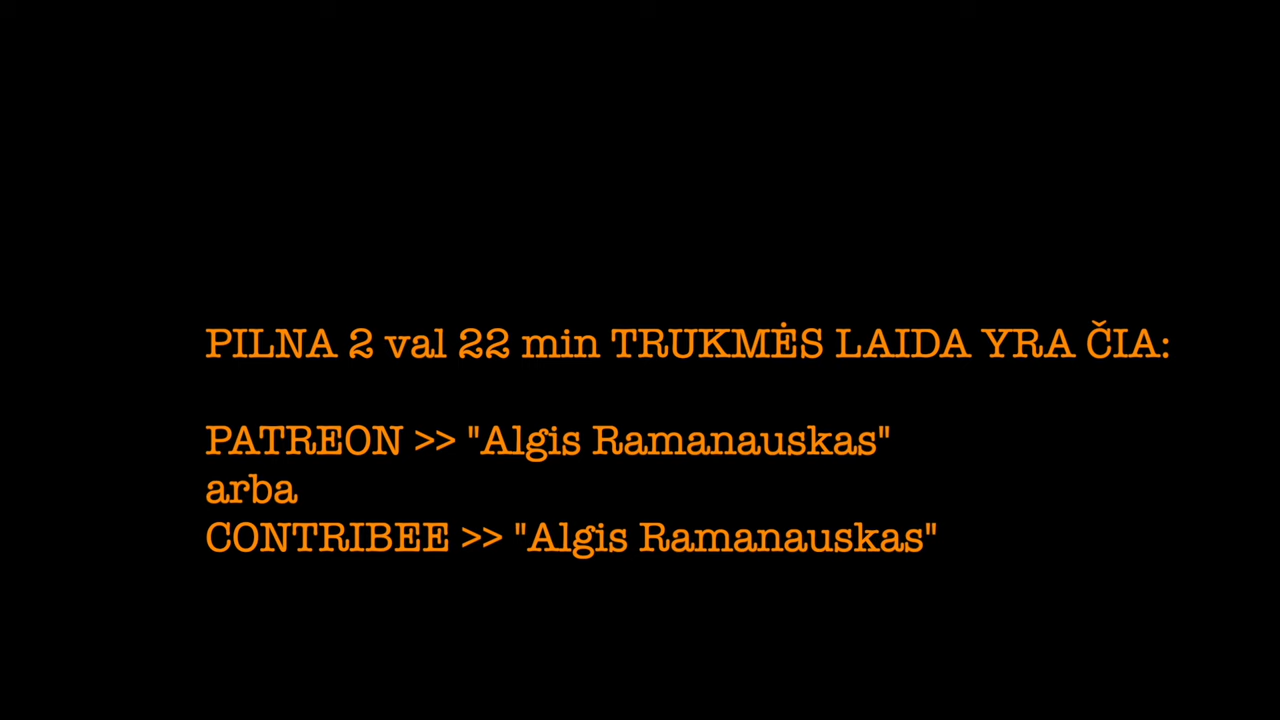 PILNA 2 val 22 min TRUKMĖS LAIDA YRA ČIA:
PATREON >> "Algis Ramanauskas"
arba
CONTRIBEE >> "Algis Ramanauskas"